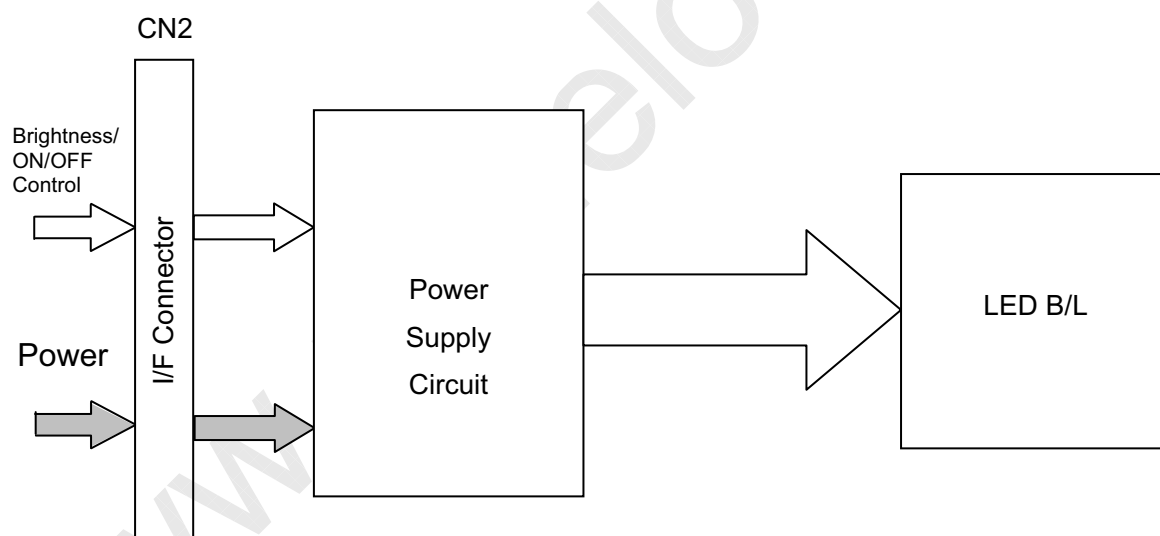 CN2
Brightness/
ON/OFF
Control
I/F Connector
Power
Power
Supply
Circuit
LED B/L